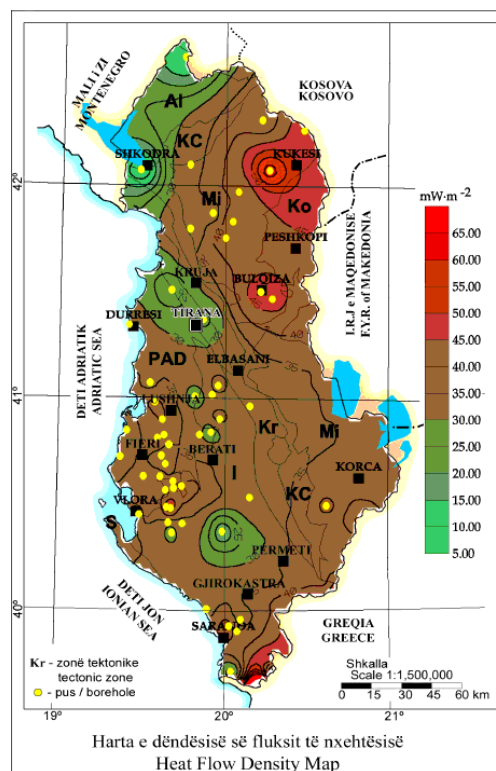 MALI i ZI
MONTENEGRO
KOSOVA
KOSOVO
Al
KC
SHKODRA
KUKESI
42°
Mi
Ko
mW·m -2
PESHKOPI
65.00
60.00
55.00
50.00
45.00
40.00
35.00
30.00
25.00
20.00
15.00
10.00
5.00
I.R.J e MAQEDONISE
F.Y.R. of MAKEDONIA
KRUJA
BULQIZA
DURRESI
TIRANA
DETI ADRIATIK
ADRIATIC SEA
PAD
ELBASANI
41°
41°
LUSHNJA
Kr
Mi
FIERI
BERATI
I
KORCA
KC
VLORA
S
PERMETI
DETI JON
IONIAN SEA
GJIROKASTRA
40°
40°
SARANDA
GREQIA
GREECE
Kr - zonë tektonike
tectonic zone
- pus / borehole
Shkalla
Scale 1:1,500,000
0 15 30 45 60 km
19°
20°
21°
Harta e dëndësisë së fluksit të nxehtësisë
Heat Flow Density Map